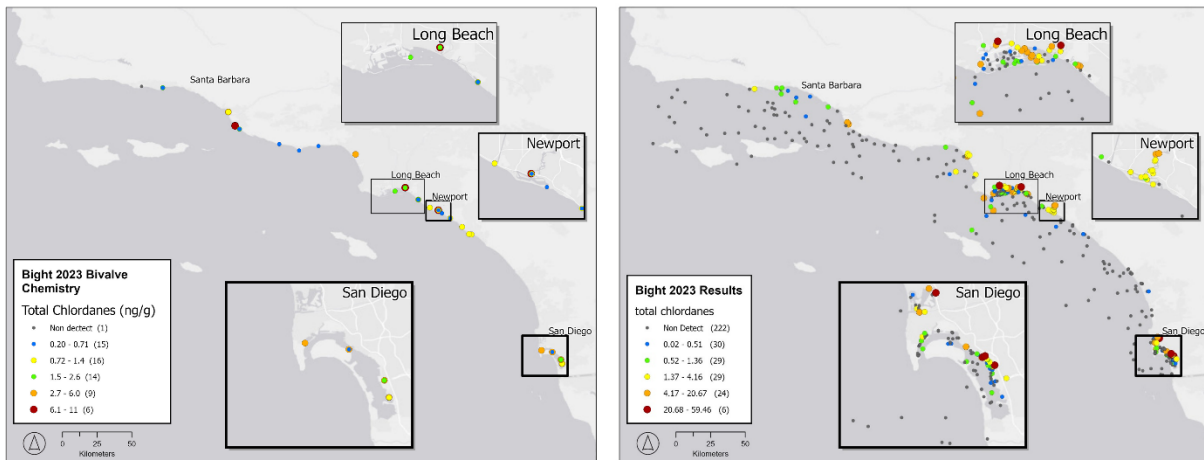 Long Beach
Santa Barbara
Newport
Long Beach
Newport
Bight 2023 Bivalve
Chemistry
Total Chlordanes (ng/g)
Non dectect (1)
0.20 - 0.71 (15)
0.72 - 1.4 (16)
1.5 - 2.6 (14)
2.7 - 6.0 (9)
6.1 - 11 (6)
San Diego
San Diego
0 25 50
Kilometers
Long Beach
Santa Barbara
Newport
Long Beach
Newport
Bight 2023 Results
total chlordanes
Non Detect (222)
0.02 - 0.51 (30)
0.52 - 1.36 (29)
1.37 - 4.16 (29)
4.17 - 20.67 (24)
20.68 - 59.46 (6)
San Diego
San Diego
0 25 50
Kilometers